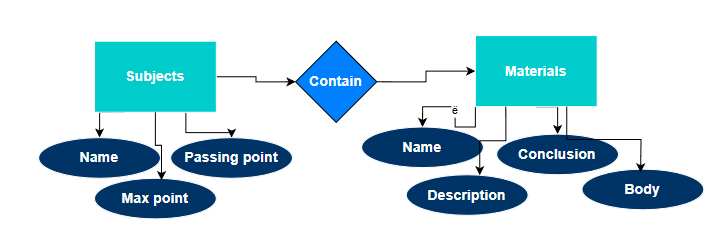 Subjects
Contain
Materials
ë
Name
Passing point
Max point
Name
Conclusion
Description
Body